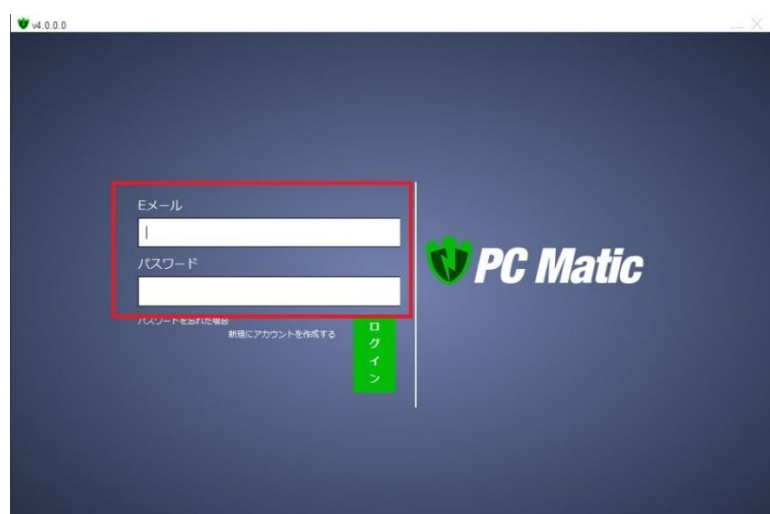 v4.0.0.0
Eメール
パスワード
PC Matic
パスワードを忘れた場合
新規にアカウントを作成する
ログイン